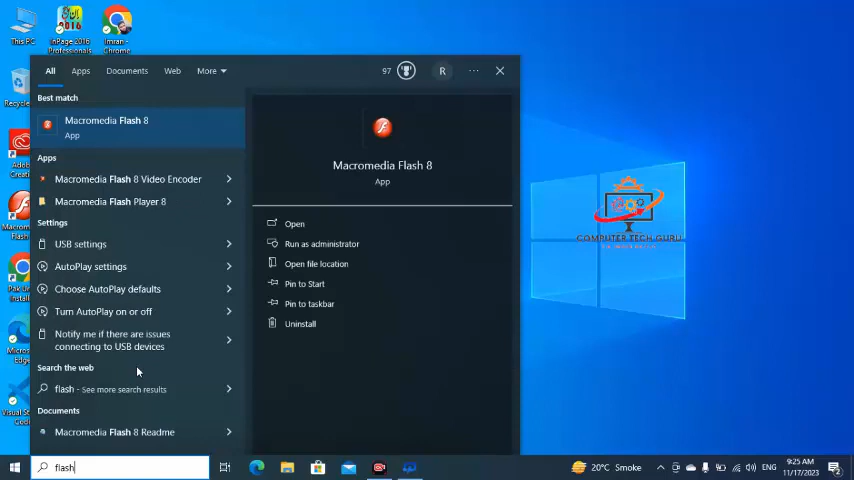 This PC
InPage 2016
Professionals
Imran -
Chrome
All
Apps
Documents
Web
More
97
R
Best match
Macromedia Flash 8
App
Apps
Macromedia Flash 8 Video Encoder
Macromedia Flash Player 8
Settings
USB settings
AutoPlay settings
Choose AutoPlay defaults
Turn AutoPlay on or off
Notify me if there are issues
connecting to USB devices
Search the web
flash - See more search results
Documents
Macromedia Flash 8 Readme
Macromedia Flash 8
App
Open
Run as administrator
Open file location
Pin to Start
Pin to taskbar
Uninstall
COMPUTER TECH GURU
flash
20°C Smoke
ENG
9:25 AM
11/17/2023
2